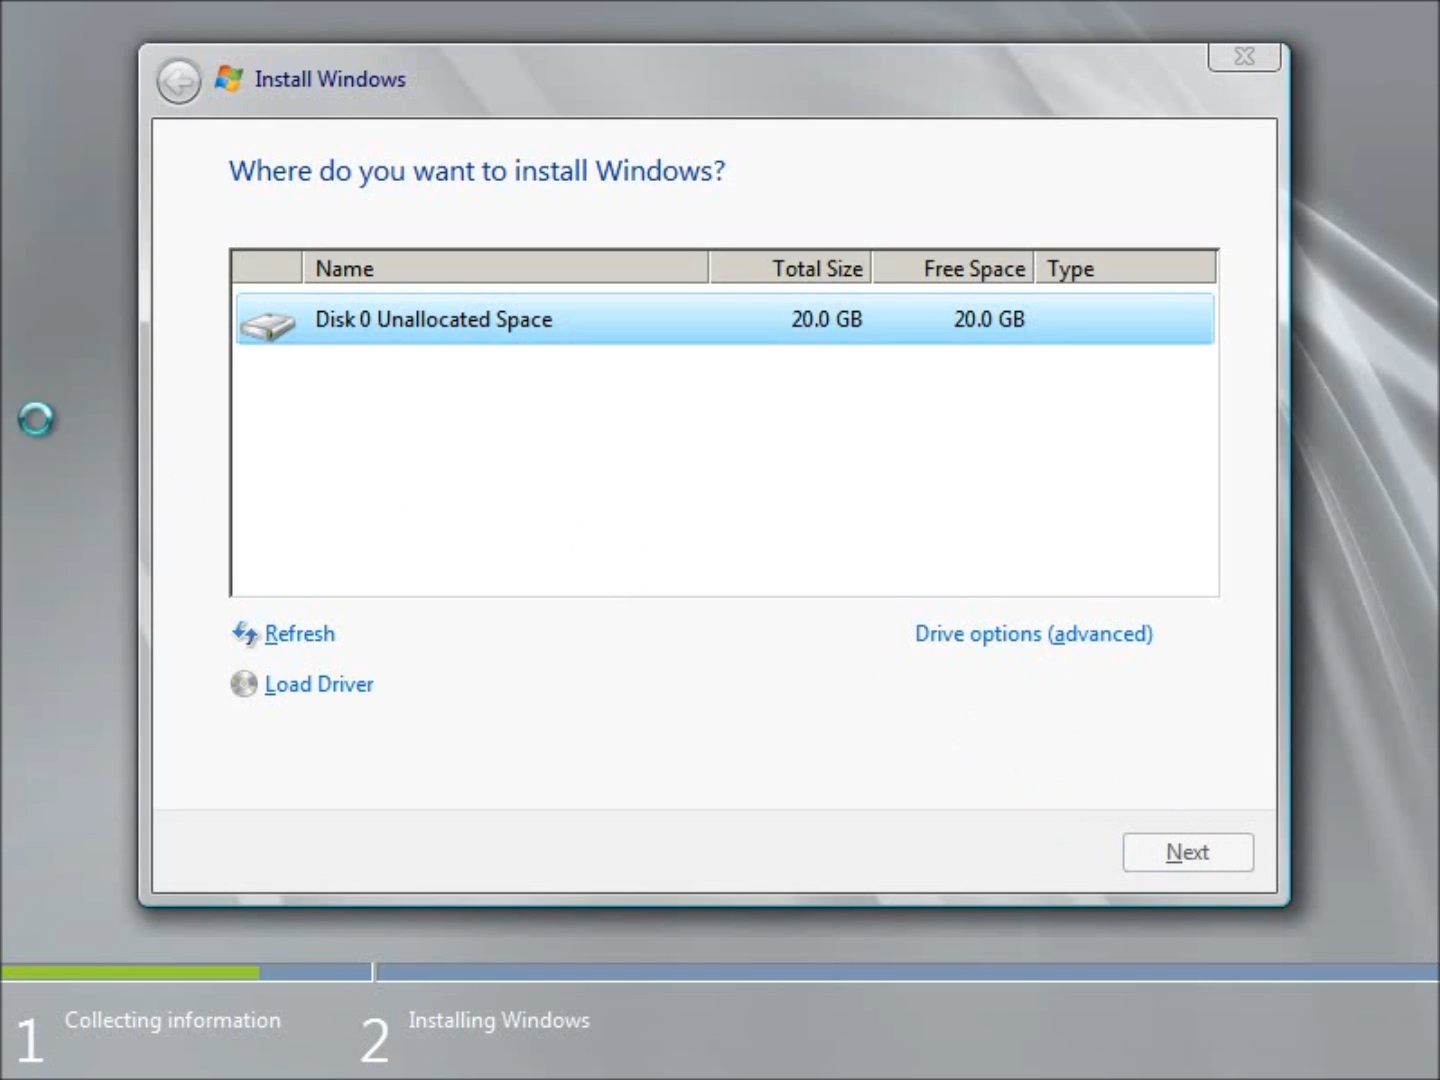 Install Windows
Where do you want to install Windows?
Name Total Size Free Space Type
Disk 0 Unallocated Space 20.0 GB 20.0 GB
Refresh Drive options (advanced)
Load Driver
Next
1 Collecting information 2 Installing Windows